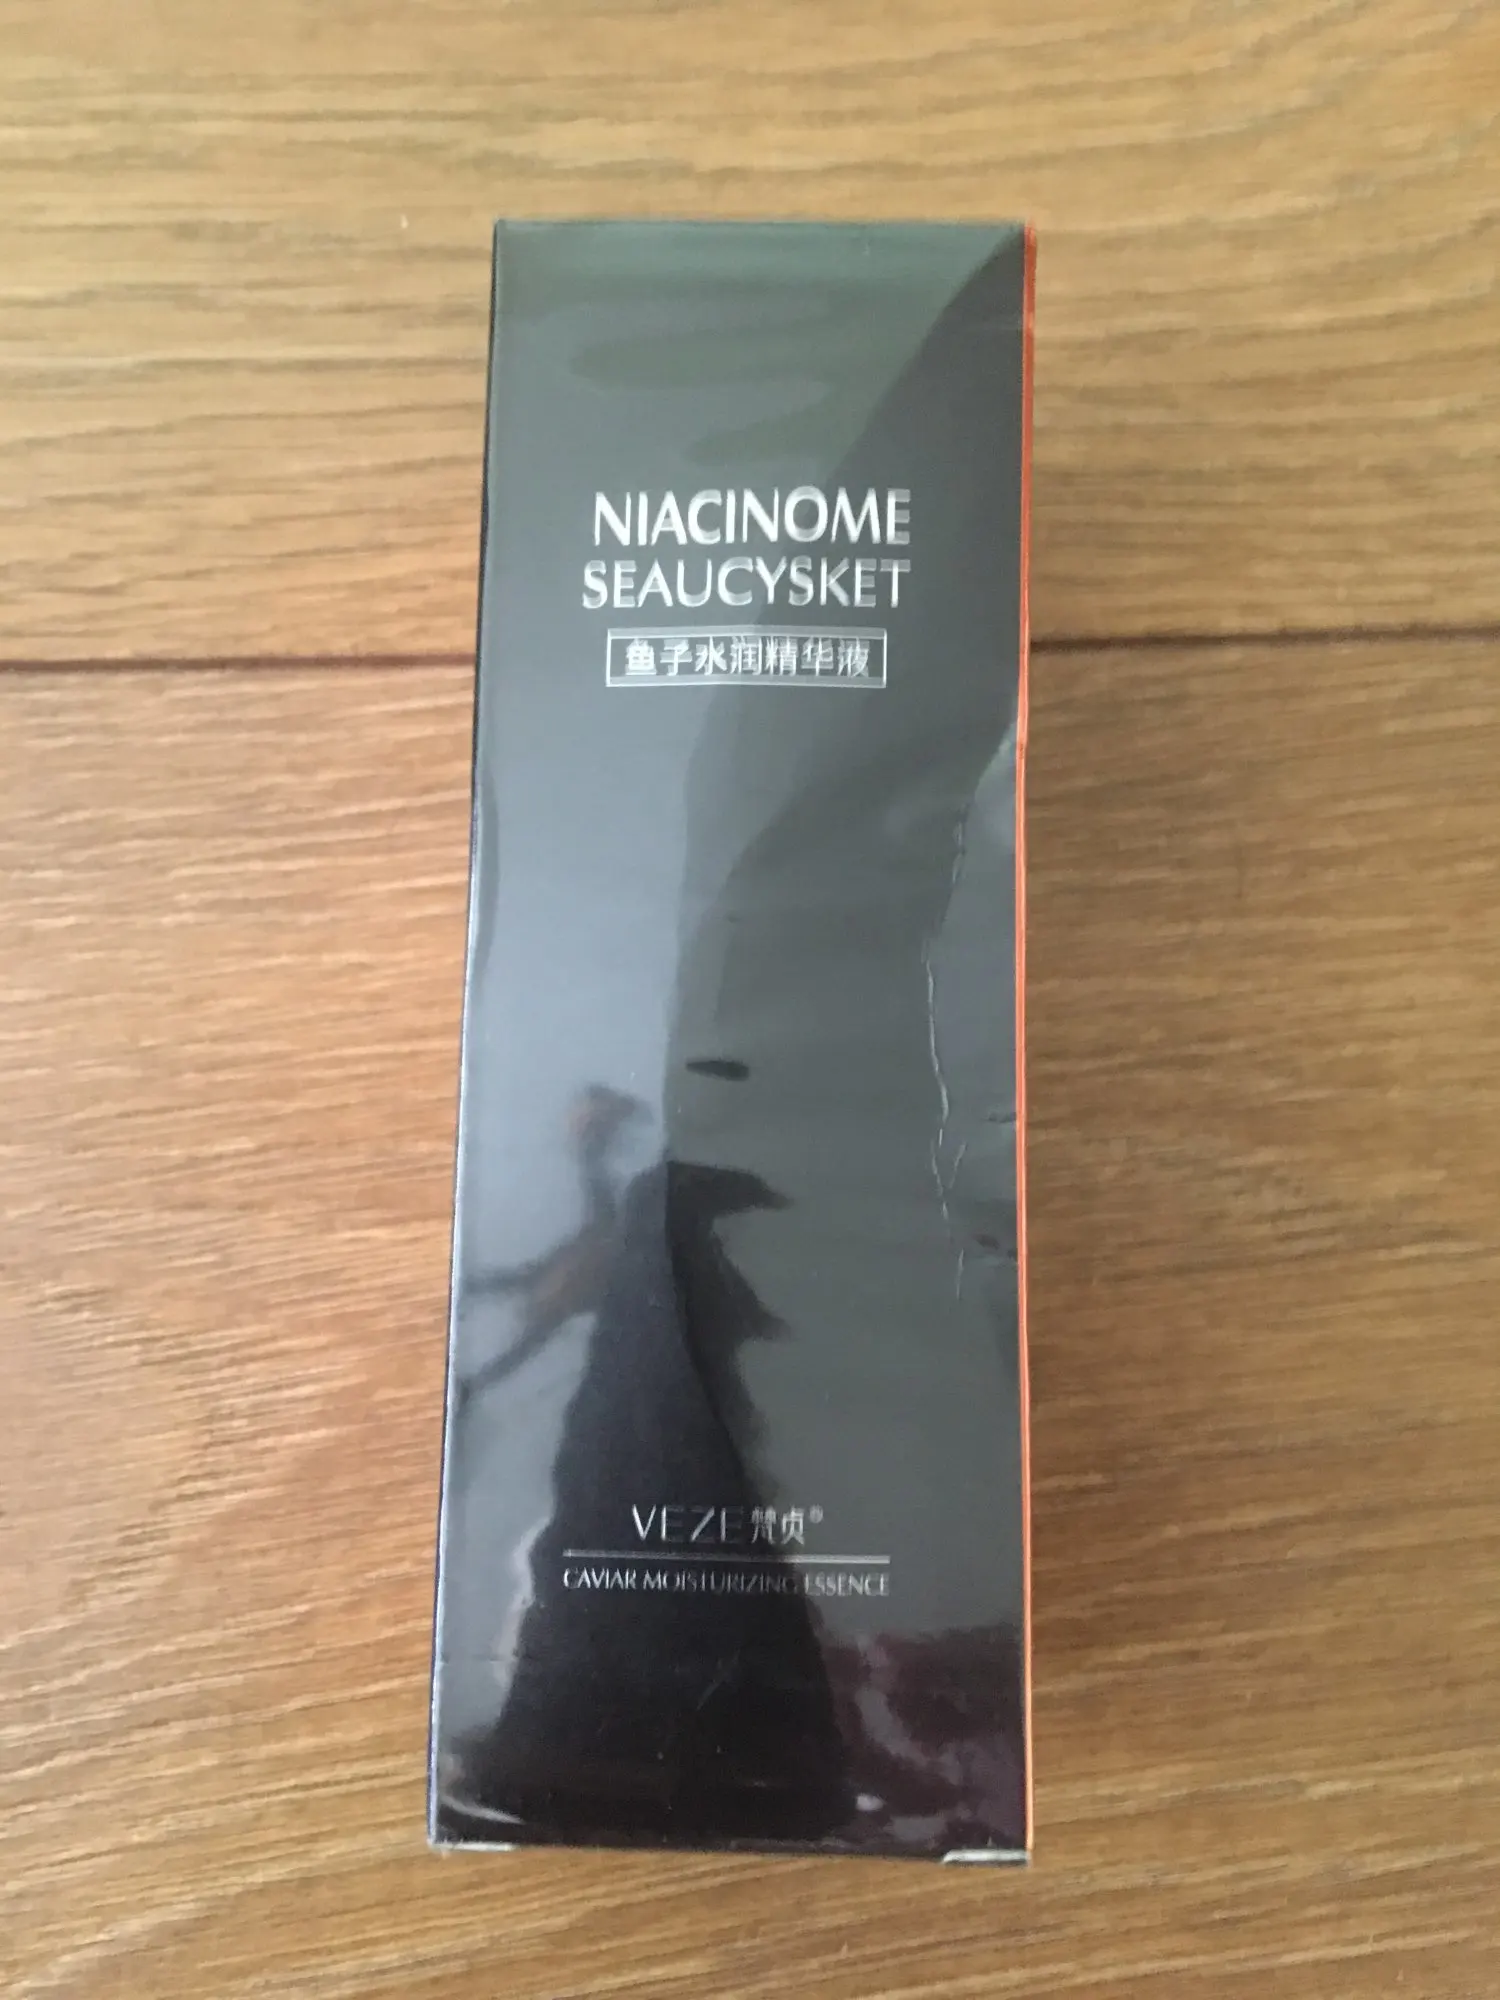 NIACINOME
SEAUCYSKET
鱼子水润精华液
VEZE梵贞®
CAVIAR MOISTURIZING ESSENCE